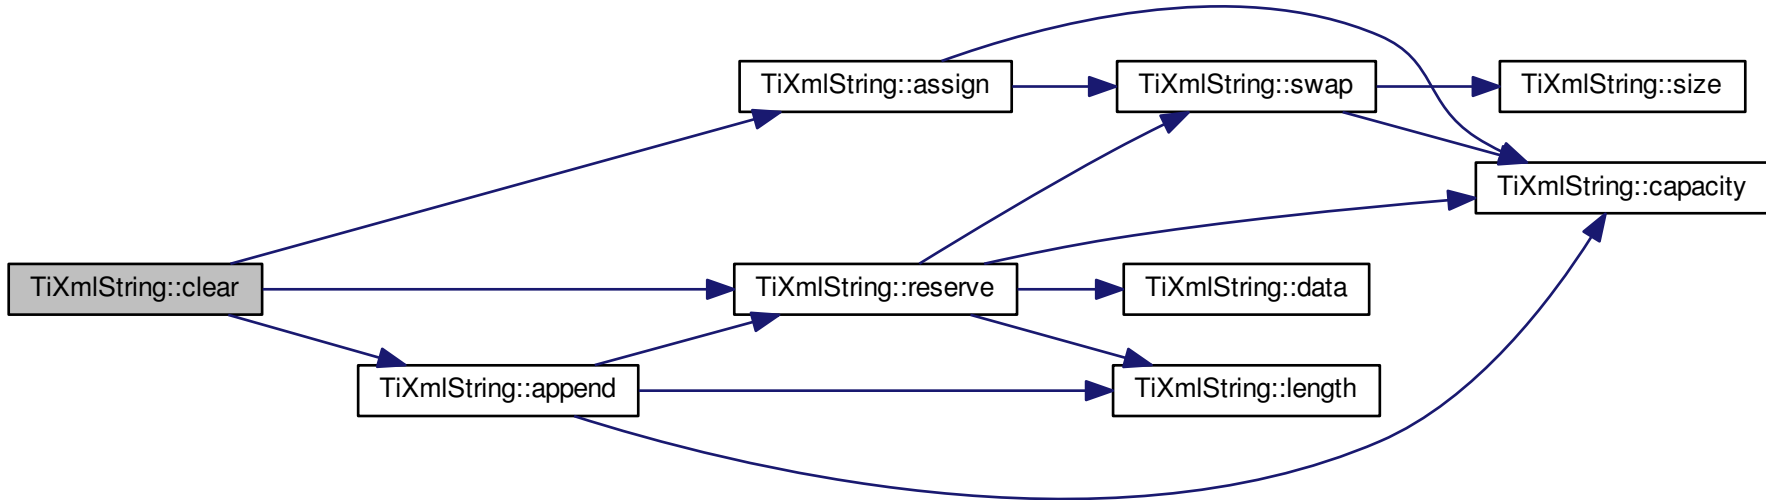 TiXmlString::assign
TiXmlString::swap
TiXmlString::size
TiXmlString::capacity
TiXmlString::clear
TiXmlString::reserve
TiXmlString::data
TiXmlString::append
TiXmlString::length